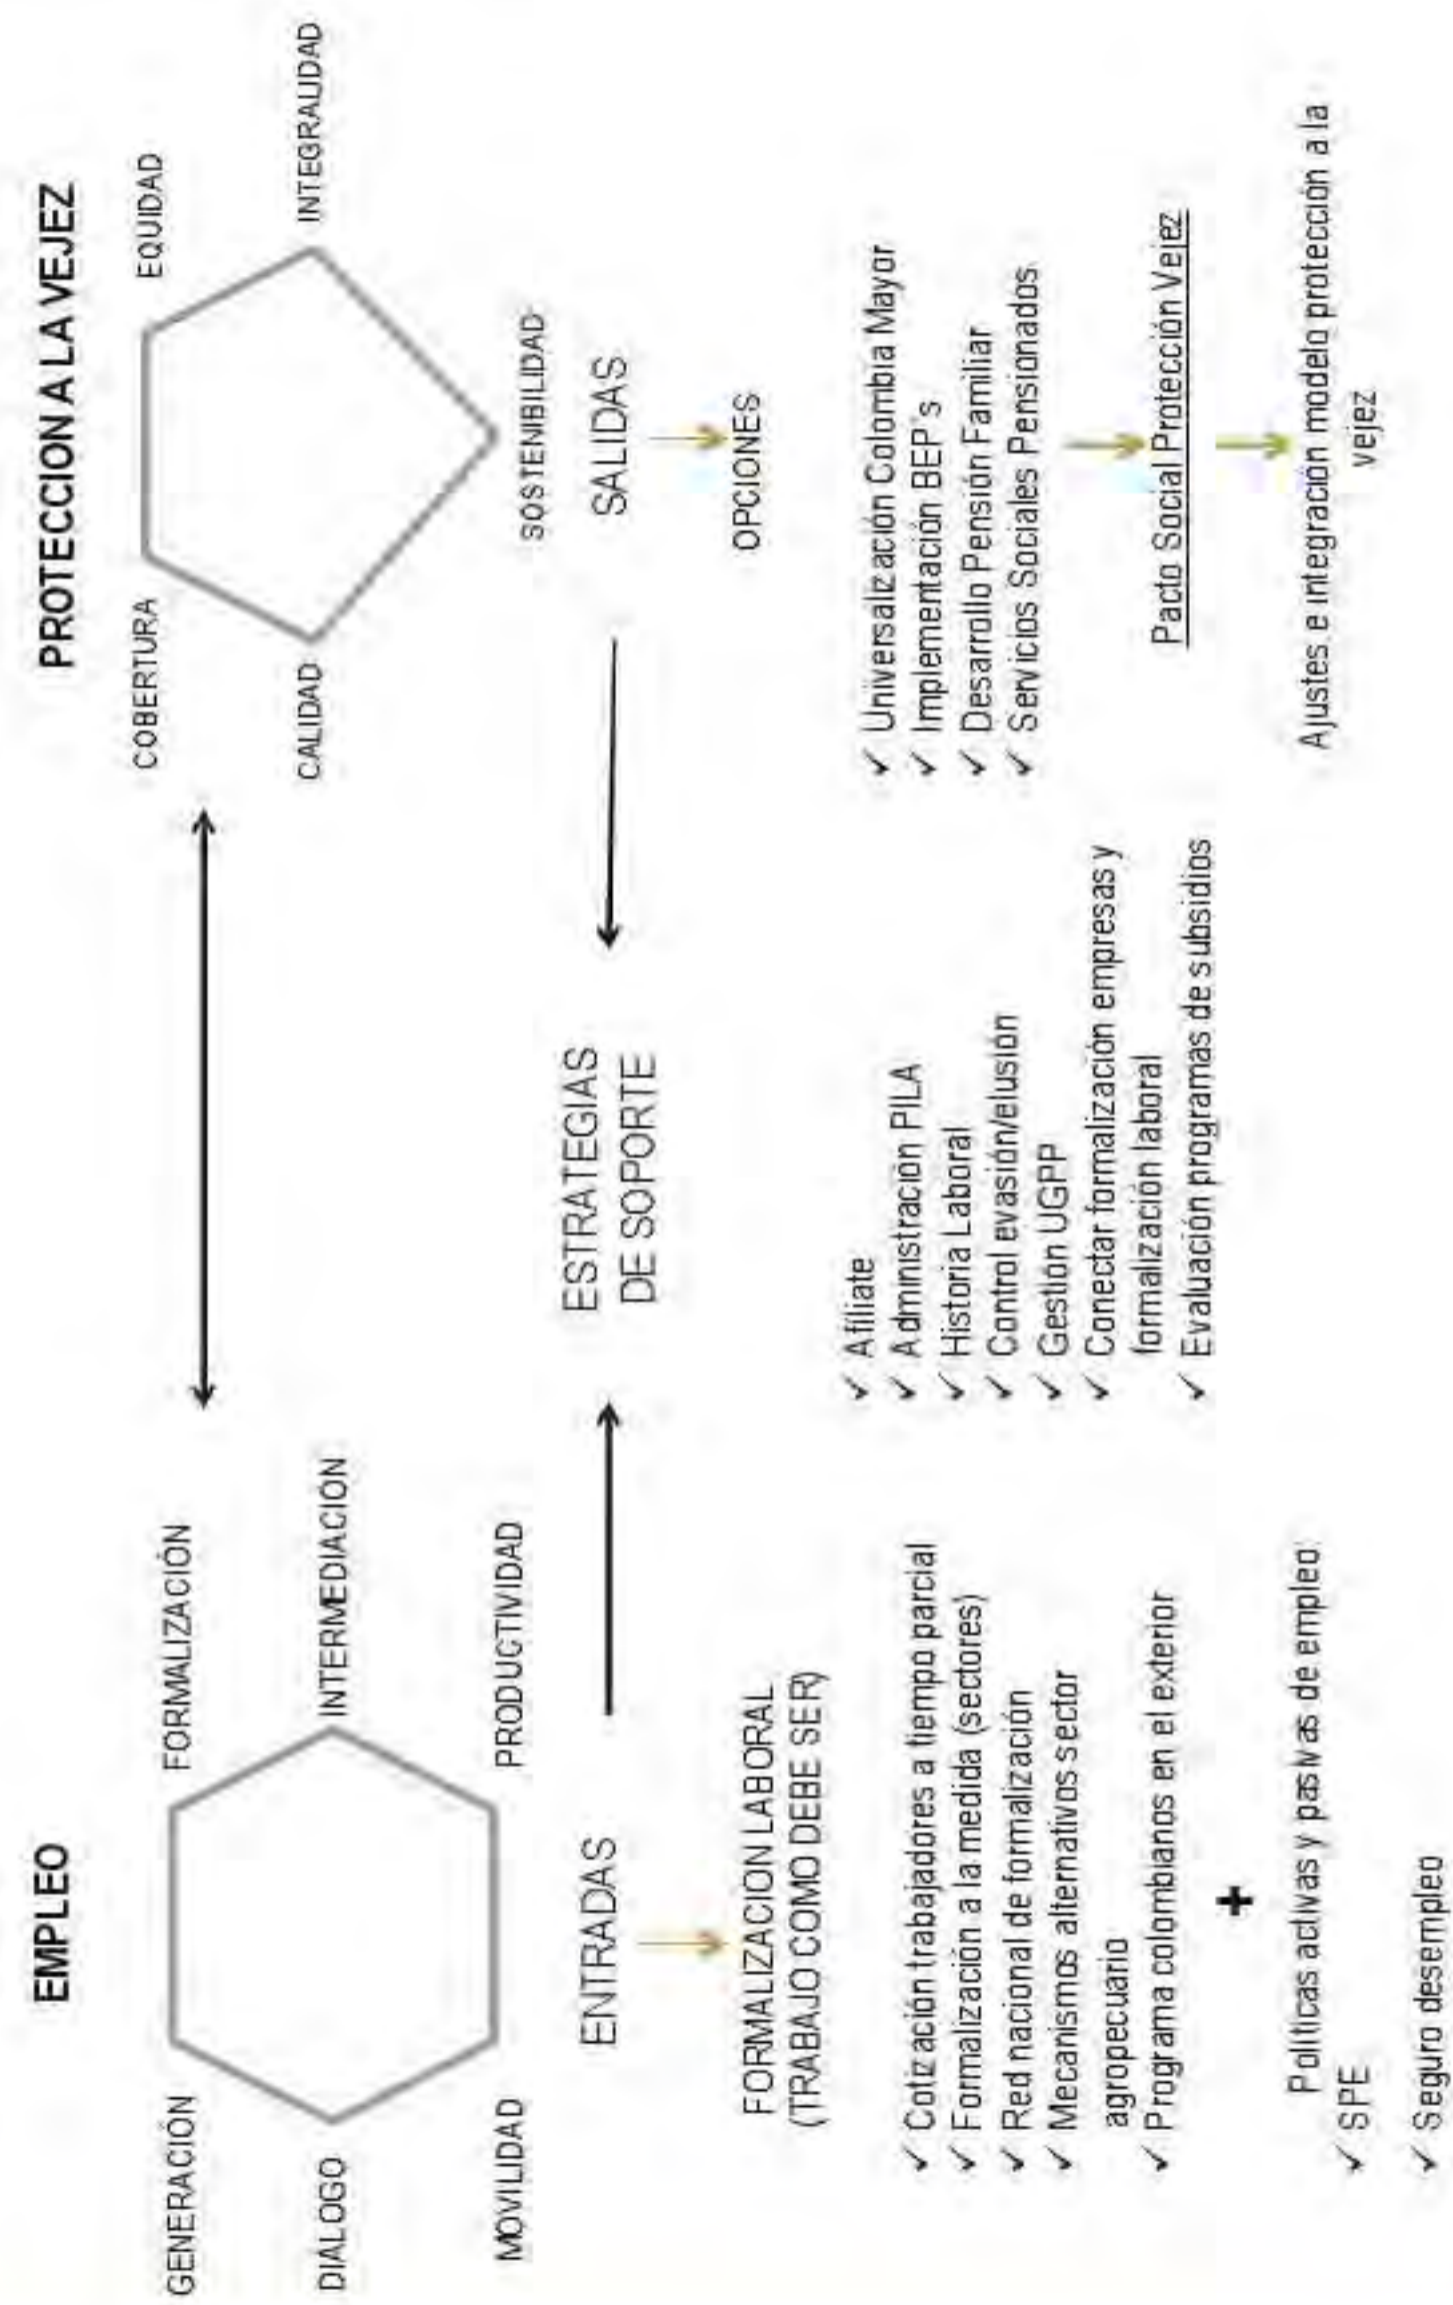 EMPLEO
GENERACIÓN
FORMALIZACIÓN
DIALOGO
INTERMEDIACION
MOVILIDAD
PRODUCTIVIDAD
PROTECCION A LA VEJEZ
COBERTURA
EQUIDAD
CALIDAD
INTEGRALIDAD
SOSTENIBILIDAD
ENTRADAS
ESTRATEGIAS
DE SOPORTE
SALIDAS
FORMALIZACION LABORAL
(TRABAJO COMO DEBE SER)
✓ Cotización trabajadores a tiempo parcial
✓ Formalización a la medida (sectores)
✓ Red nacional de formalización
✓ Mecanismos alternativos sector
agropecuario
✓ Programa colombianos en el exterior
+
Políticas activas y pasivas de empleo:
✓ SPE
✓ Seguro desempleo
✓ Afiliate
✓ Administración PILA
✓ Historia Laboral
✓ Control evasión/elusión
✓ Gestión UGPP
✓ Conectar formalización empresas y
formalización laboral
✓ Evaluación programas de subsidios
OPCIONES
✓ Universalización Colombia Mayor
✓ Implementación BEP's
✓ Desarrollo Pensión Familiar
✓ Servicios Sociales Pensionados
Pacto Social Protección Vejez
Ajustes e integración modelo protección a la
vejez